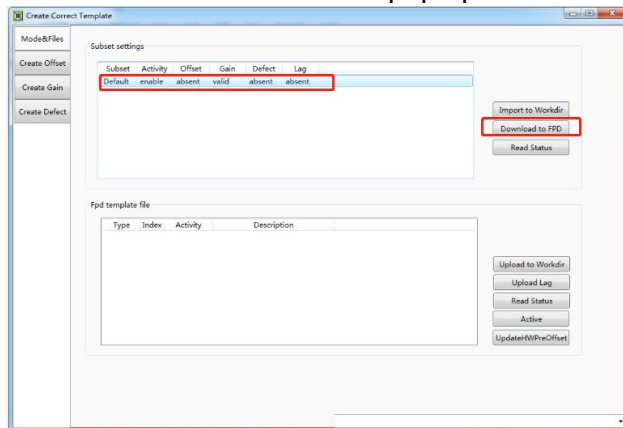 Create Correct Template
Mode&Files
Create Offset
Create Gain
Create Defect
Subset settings
Subset Activity Offset Gain Defect Lag
Default enable absent valid absent absent
Import to Workdir
Download to FPD
Read Status
Fpd template file
Type Index Activity Description
Upload to Workdir
Upload Lag
Read Status
Active
UpdateHWPreOffset